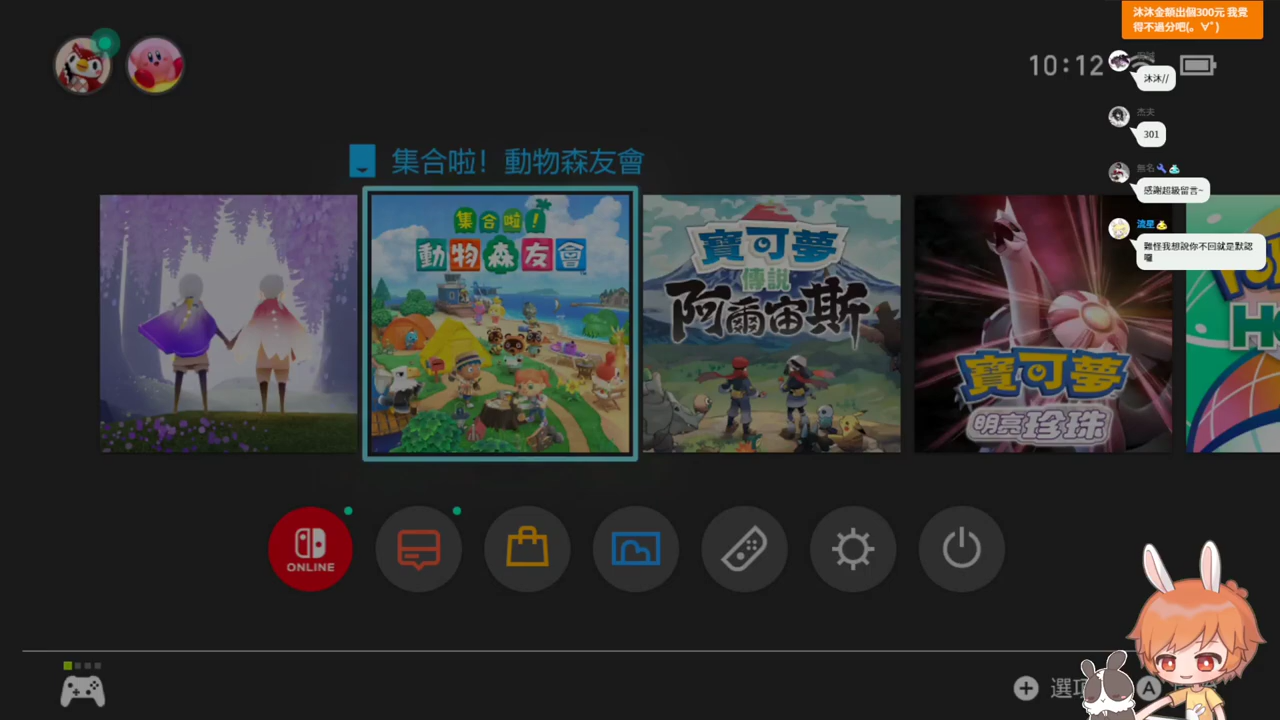 沐沐金額出個300元 我覺
得不過分吧(。∀ﾟ)
10:12
沐沐//
杰夫
301
無名
感謝超級留言~
流星
難怪我想說你不回就是默認
囉
集合啦！動物森友會
集合啦！
動物森友會
寶可夢
傳說
阿爾宙斯
寶可夢
明亮珍珠
HO
ONLINE
+ 選項
A